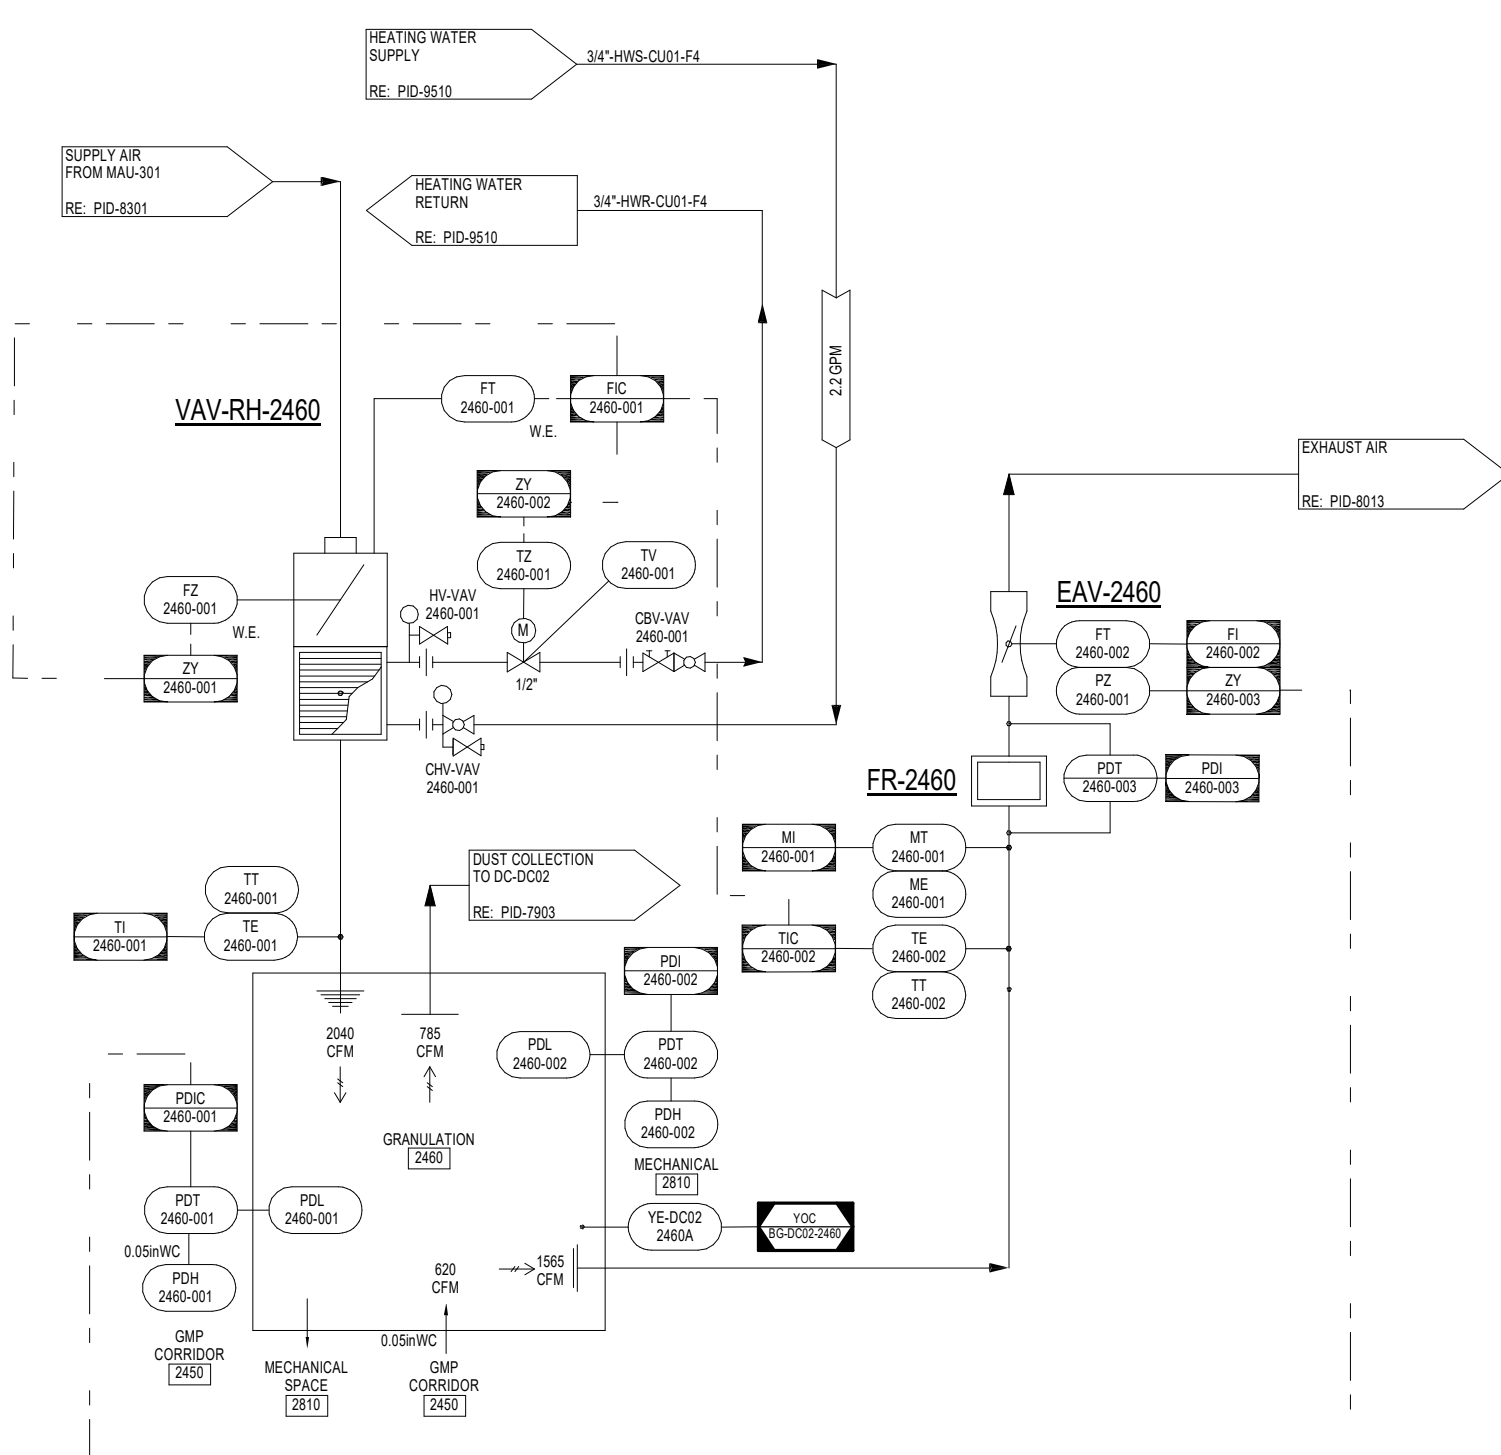 HEATING WATER
SUPPLY
RE: PID-9510
3/4"-HWS-CU01-F4
SUPPLY AIR
FROM MAU-301
RE: PID-8301
HEATING WATER
RETURN
RE: PID-9510
3/4"-HWR-CU01-F4
2.2 GPM
VAV-RH-2460
FT
2460-001
W.E.
FIC
2460-001
EXHAUST AIR
RE: PID-8013
ZY
2460-002
TZ
2460-001
TV
2460-001
FZ
2460-001
W.E.
ZY
2460-001
HV-VAV
2460-001
M
1/2"
CBV-VAV
2460-001
CHV-VAV
2460-001
EAV-2460
FT
2460-002
FI
2460-002
PZ
2460-001
ZY
2460-003
FR-2460
PDT
2460-003
PDI
2460-003
MI
2460-001
MT
2460-001
ME
2460-001
DUST COLLECTION
TO DC-DC02
RE: PID-7903
TT
2460-001
TI
2460-001
TE
2460-001
TIC
2460-002
TE
2460-002
TT
2460-002
PDI
2460-002
2040
CFM
785
CFM
PDL
2460-002
PDT
2460-002
PDH
2460-002
MECHANICAL
2810
PDIC
2460-001
GRANULATION
2460
PDT
2460-001
PDL
2460-001
0.05inWC
PDH
2460-001
GMP
CORRIDOR
2450
YE-DC02
2460A
YOC
BG-DC02-2460
620
CFM
1565
CFM
0.05inWC
MECHANICAL
SPACE
2810
GMP
CORRIDOR
2450